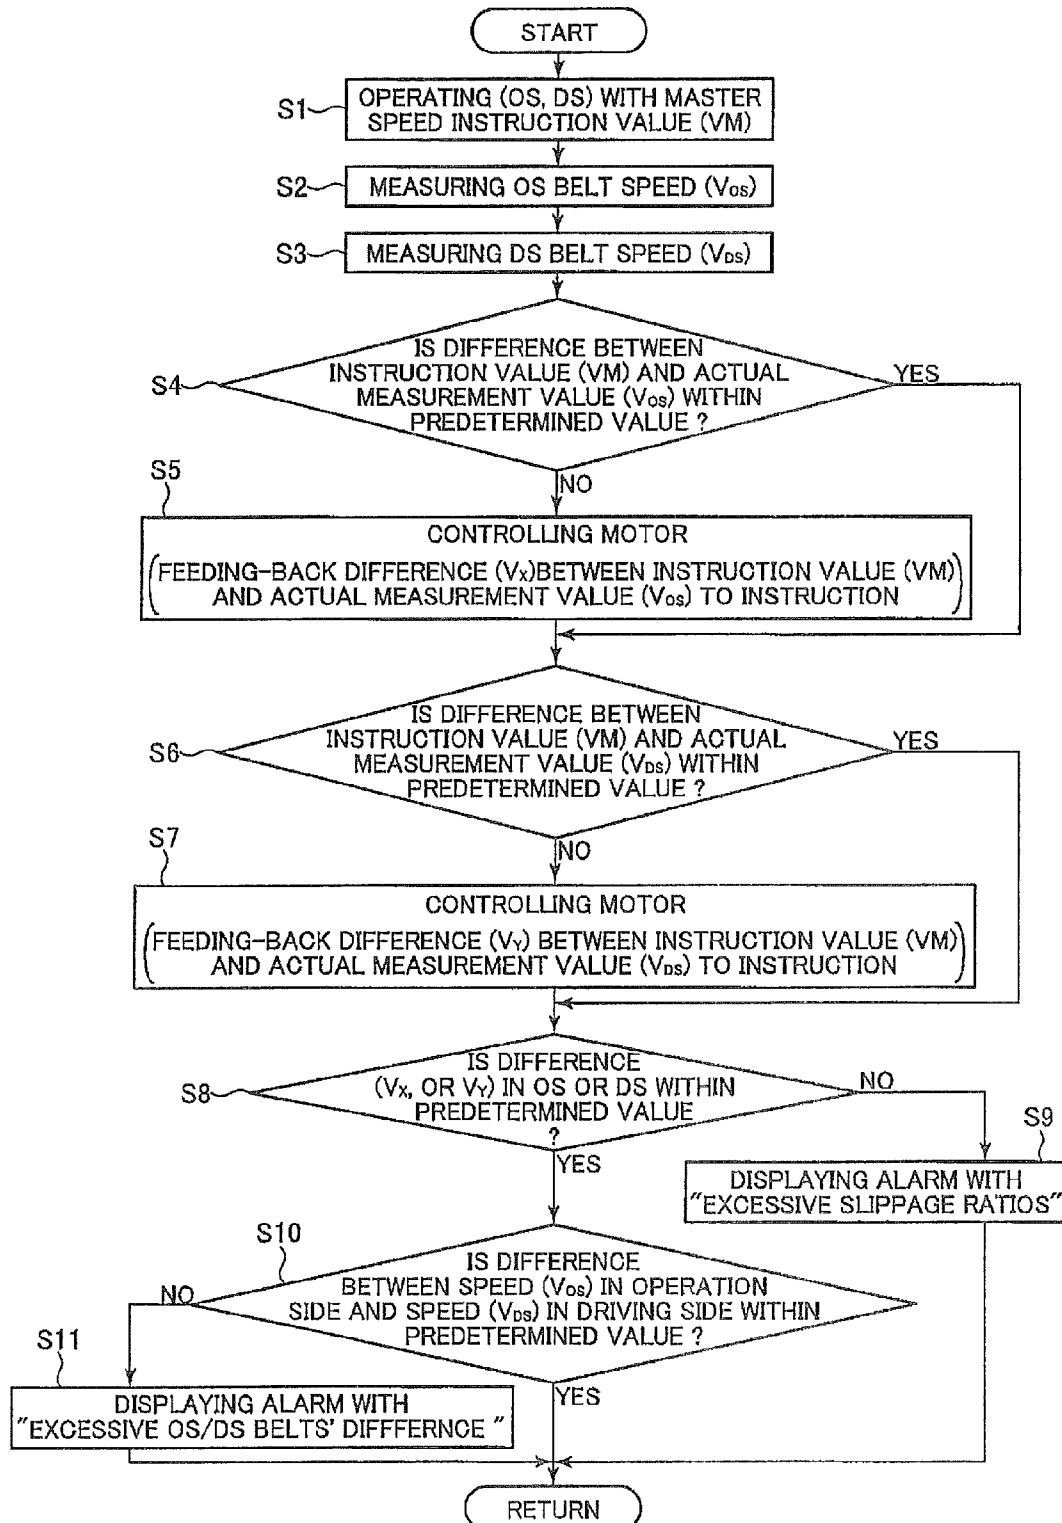 START
S1
OPERATING (OS, DS) WITH MASTER
SPEED INSTRUCTION VALUE (VM)
S2
MEASURING OS BELT SPEED (VOS)
S3
MEASURING DS BELT SPEED (VDS)
S4
IS DIFFERENCE BETWEEN
INSTRUCTION VALUE (VM) AND ACTUAL
MEASUREMENT VALUE (VOS) WITHIN
PREDETERMINED VALUE ?
YES
NO
S5
CONTROLLING MOTOR
(FEEDING-BACK DIFFERENCE (VX)BETWEEN INSTRUCTION VALUE (VM)
AND ACTUAL MEASUREMENT VALUE (VOS) TO INSTRUCTION)
S6
IS DIFFERENCE BETWEEN
INSTRUCTION VALUE (VM) AND ACTUAL
MEASUREMENT VALUE (VDS) WITHIN
PREDETERMINED VALUE ?
YES
NO
S7
CONTROLLING MOTOR
(FEEDING-BACK DIFFERENCE (VY) BETWEEN INSTRUCTION VALUE (VM)
AND ACTUAL MEASUREMENT VALUE (VDS) TO INSTRUCTION)
S8
IS DIFFERENCE
(VX, OR VY) IN OS OR DS WITHIN
PREDETERMINED VALUE
?
NO
YES
S9
DISPLAYING ALARM WITH
"EXCESSIVE SLIPPAGE RATIOS"
S10
IS DIFFERENCE
BETWEEN SPEED (VOS) IN OPERATION
SIDE AND SPEED (VDS) IN DRIVING SIDE WITHIN
PREDETERMINED VALUE ?
NO
YES
S11
DISPLAYING ALARM WITH
"EXCESSIVE OS/DS BELTS' DIFFFERNCE "
RETURN